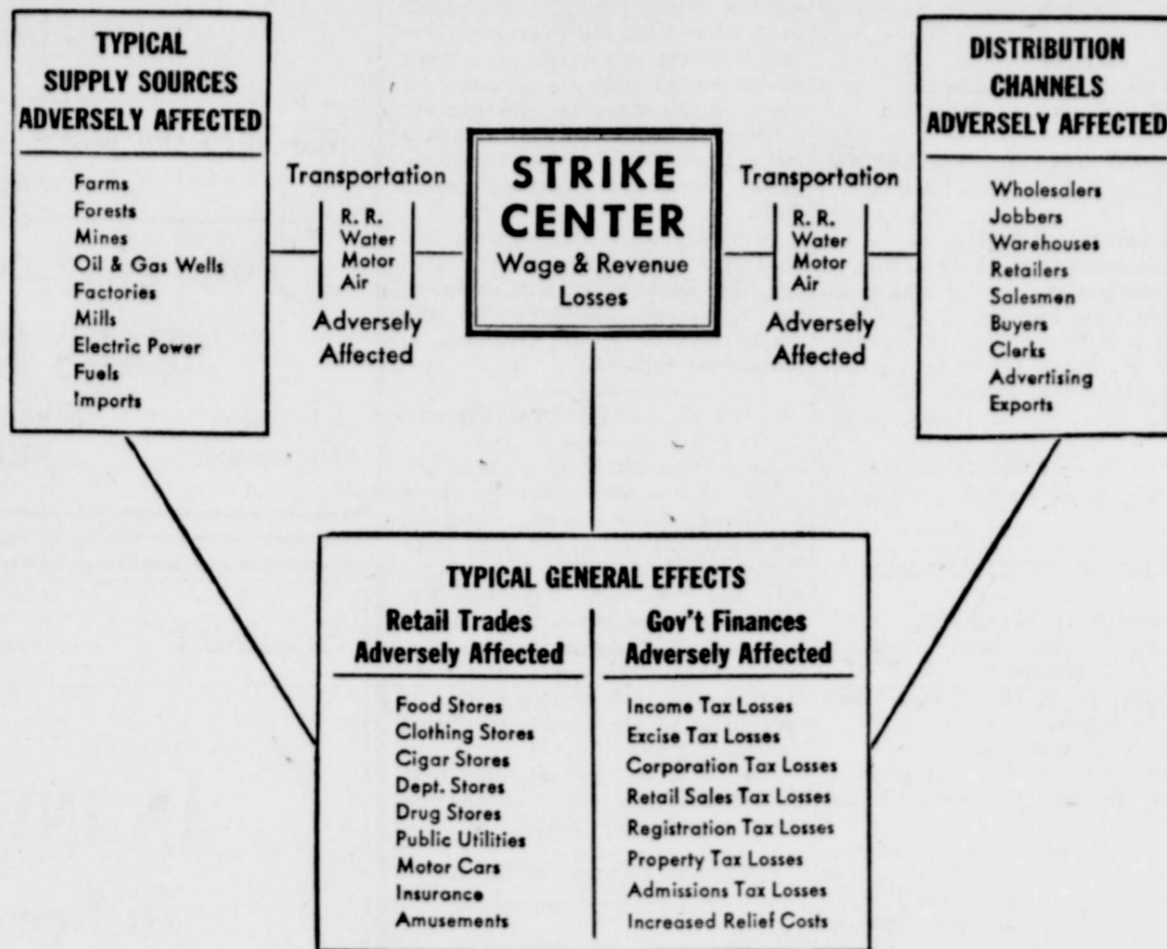 TYPICAL
SUPPLY SOURCES
ADVERSELY AFFECTED
Farms
Forests
Mines
Oil & Gas Wells
Factories
Mills
Electric Power
Fuels
Imports
Transportation
R. R.
Water
Motor
Air
Adversely
Affected
STRIKE
CENTER
Wage & Revenue
Losses
Transportation
R. R.
Water
Motor
Air
Adversely
Affected
DISTRIBUTION
CHANNELS
ADVERSELY AFFECTED
Wholesalers
Jobbers
Warehouses
Retailers
Salesmen
Buyers
Clerks
Advertising
Exports
TYPICAL GENERAL EFFECTS
Retail Trades
Adversely Affected
Food Stores
Clothing Stores
Cigar Stores
Dept. Stores
Drug Stores
Public Utilities
Motor Cars
Insurance
Amusements
Gov't Finances
Adversely Affected
Income Tax Losses
Excise Tax Losses
Corporation Tax Losses
Retail Sales Tax Losses
Registration Tax Losses
Property Tax Losses
Admissions Tax Losses
Increased Relief Costs